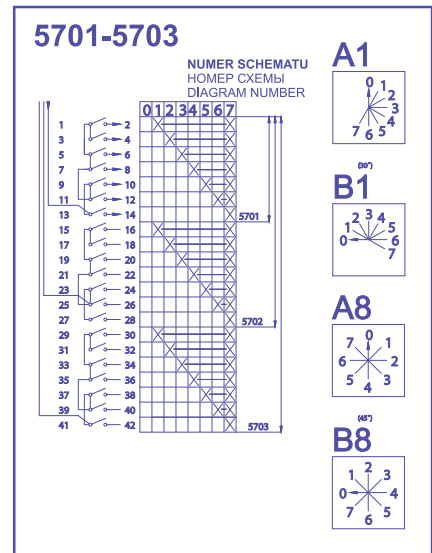 5701-5703
NUMER SCHEMATU
НОМЕР СХЕМЫ
DIAGRAM NUMBER
0 1 2 3 4 5 6 7
1 2
3 4
5 6
7 8
9 10
11 12
13 14
5701
15 16
17 18
19 20
21 22
23 24
25 26
27 28
5702
29 30
31 32
33 34
35 36
37 38
39 40
41 42
5703
A1
0 1 2 3 4 5 6 7
(30°)
B1
0 1 2 3 4 5 6 7
A8
0 1 2 3 4 5 6 7
(45°)
B8
0 1 2 3 4 5 6 7